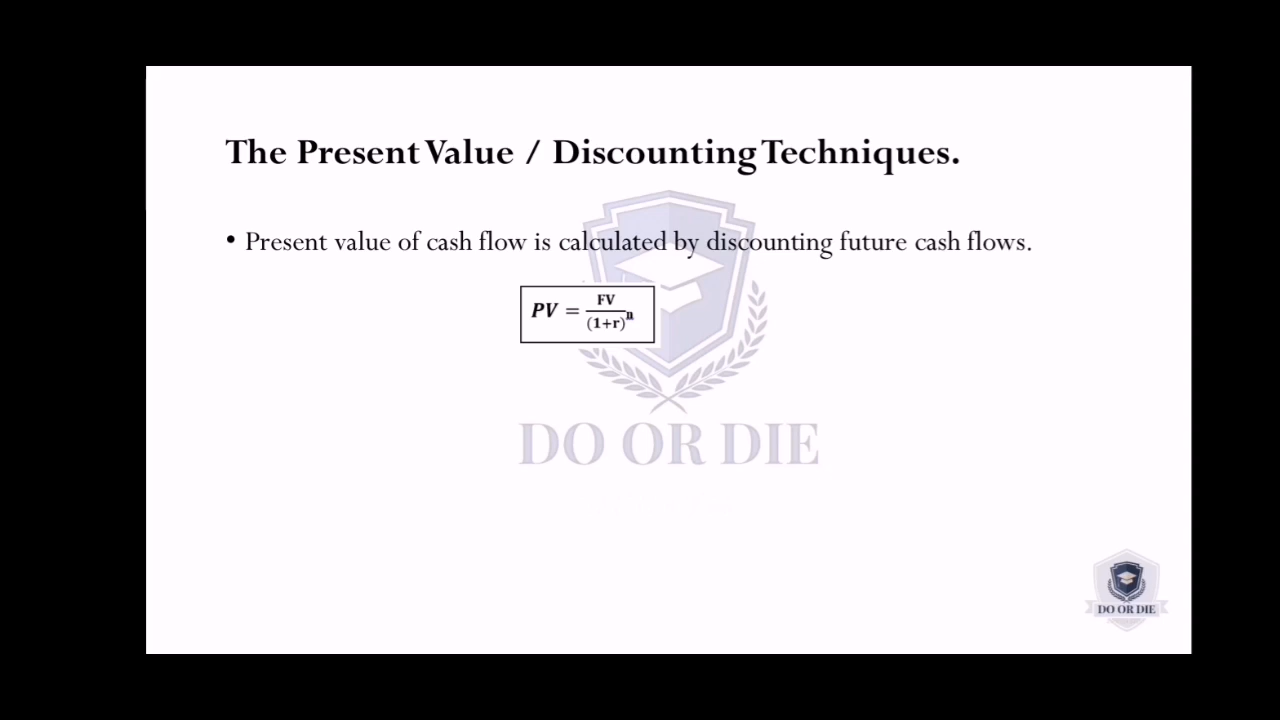 The Present Value / Discounting Techniques.
• Present value of cash flow is calculated by discounting future cash flows.
PV = FV/(1+r)^n
DO OR DIE
DO OR DIE